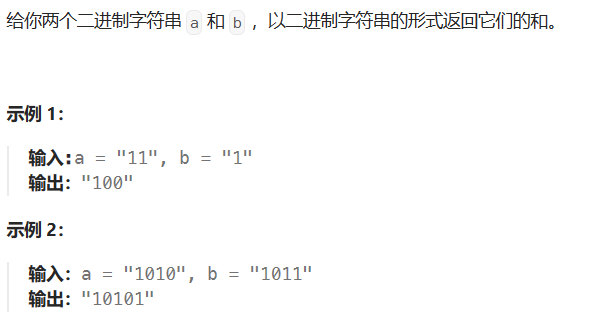 给你两个二进制字符串 a 和 b ，以二进制字符串的形式返回它们的和。
示例 1：
输入:a = "11", b = "1"
输出："100"
示例 2：
输入：a = "1010", b = "1011"
输出："10101"